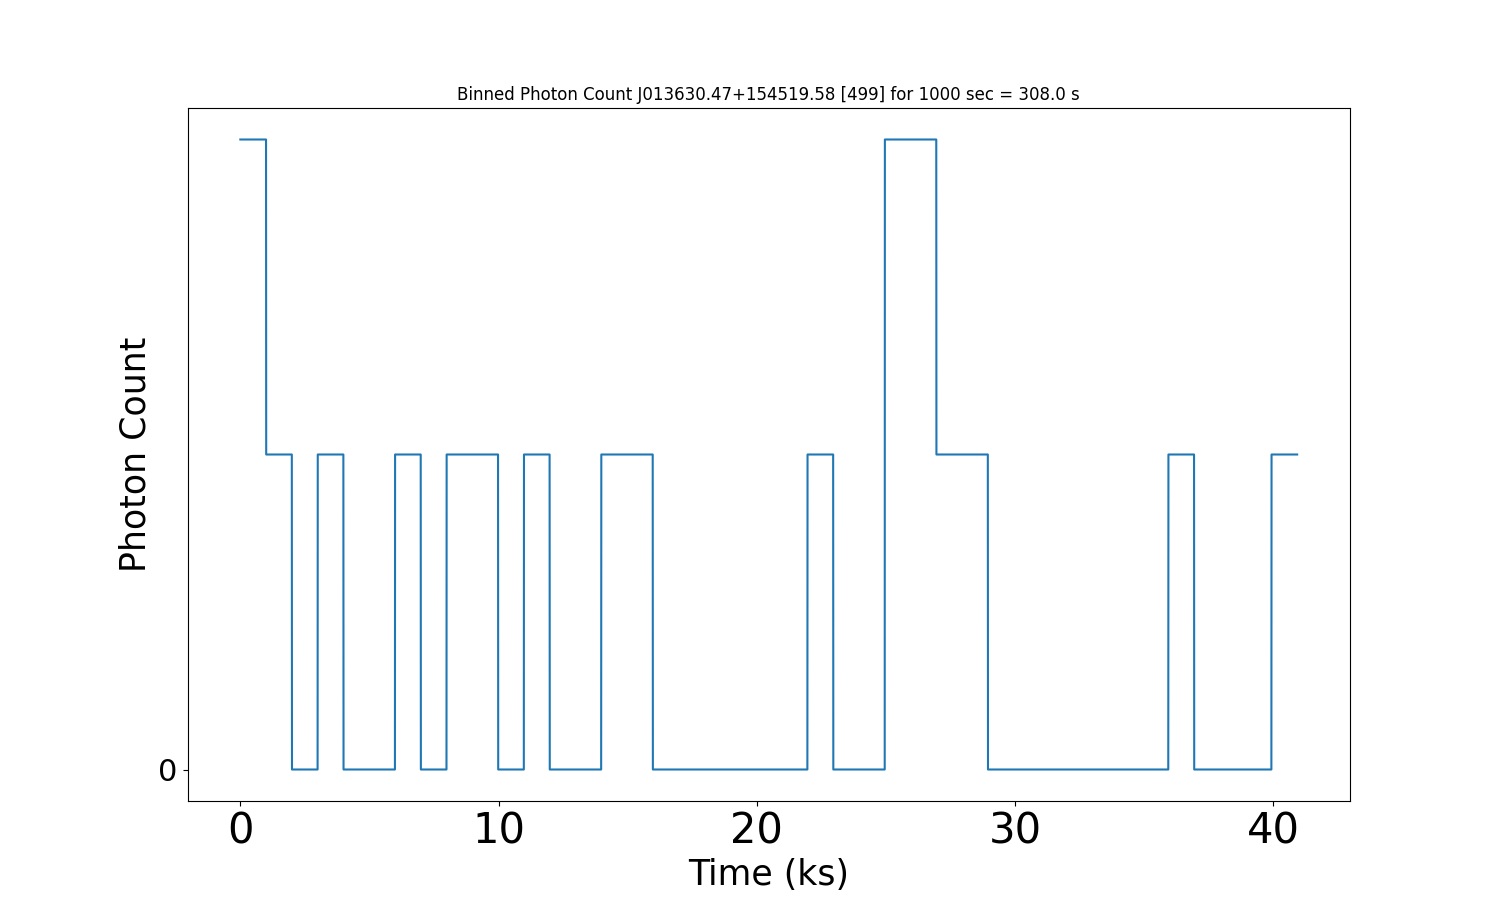 Binned Photon Count J013630.47+154519.58 [499] for 1000 sec = 308.0 s
Photon Count
0
0 10 20 30 40
Time (ks)